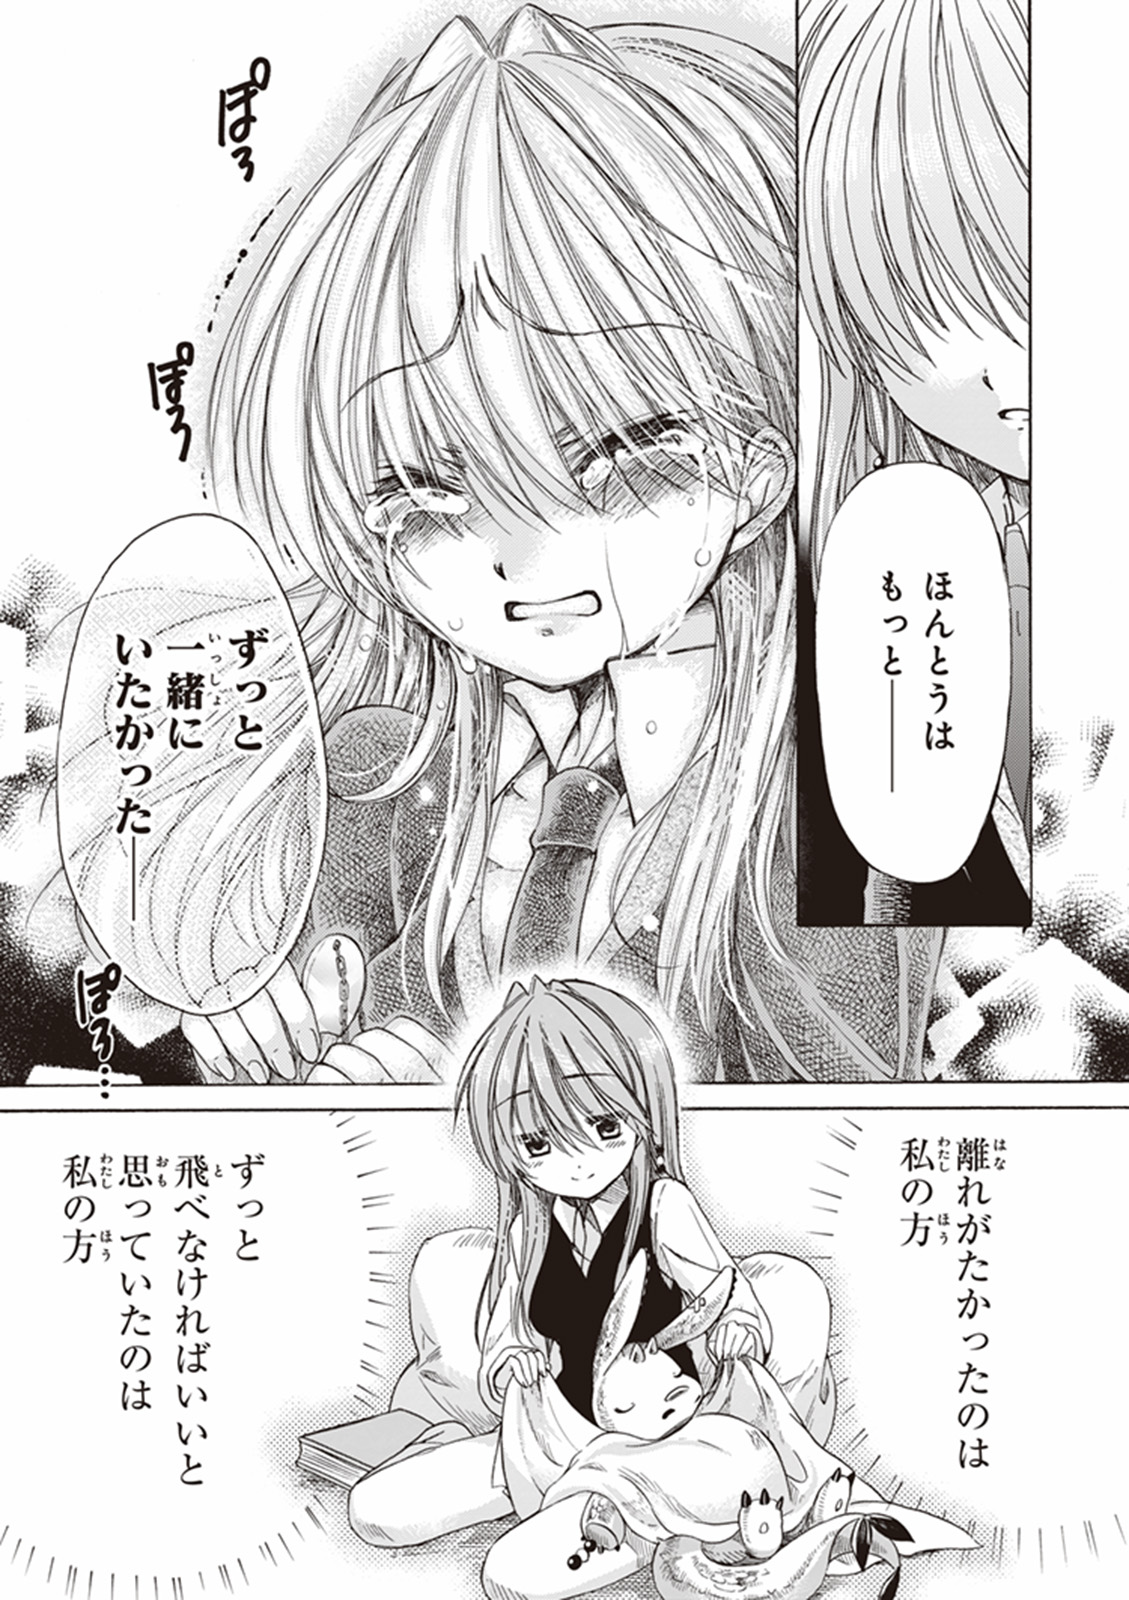 ほんとうは
もっと――
ぽろ
ぽろ
ずっと
一緒に
いたかった――
ぽろ…
離れがたかったのは
私の方
ずっと
飛べなければいいと
思っていたのは
私の方